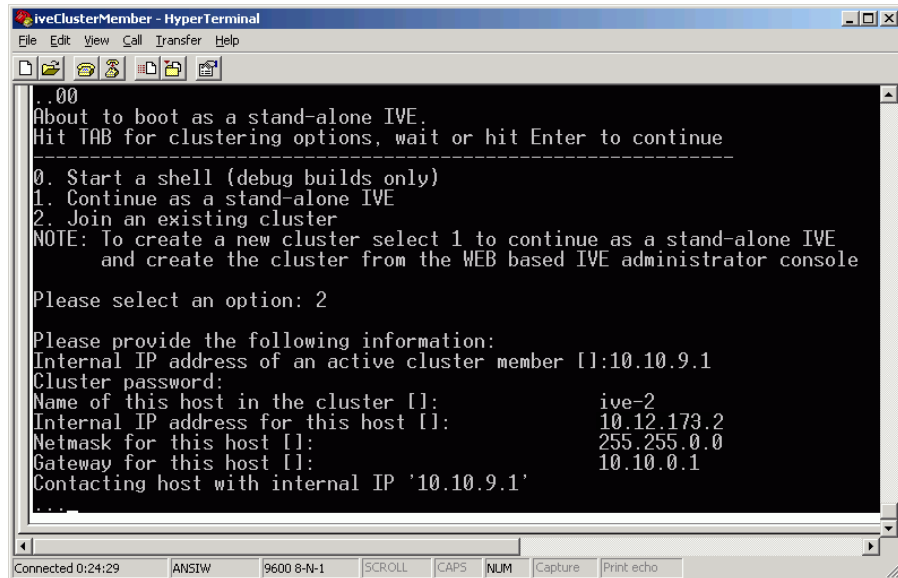 iveClusterMember - HyperTerminal
File Edit View Call Transfer Help
..00
About to boot as a stand-alone IVE.
Hit TAB for clustering options, wait or hit Enter to continue
---------------------------------------------------------------
0. Start a shell (debug builds only)
1. Continue as a stand-alone IVE
2. Join an existing cluster
NOTE: To create a new cluster select 1 to continue as a stand-alone IVE
and create the cluster from the WEB based IVE administrator console
Please select an option: 2
Please provide the following information:
Internal IP address of an active cluster member []:10.10.9.1
Cluster password:
Name of this host in the cluster []: ive-2
Internal IP address for this host []: 10.12.173.2
Netmask for this host []: 255.255.0.0
Gateway for this host []: 10.10.0.1
Contacting host with internal IP '10.10.9.1'
..._
Connected 0:24:29 ANSIW 9600 8-N-1 SCROLL CAPS NUM Capture Print echo